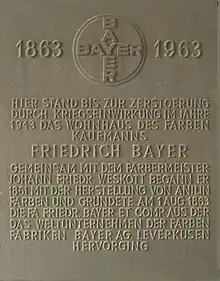 1863 BAYER BAYER 1963
HIER STAND BIS ZUR ZERSTOERUNG
DURCH KRIEGSEINWIRKUNG IM JAHRE
1943 DAS WOHNHAUS DES FARBEN
KAUFMANNS
FRIEDRICH BAYER
GEMEINSAM MIT DEM FÄRBERMEISTER
JOHANN FRIEDR. WESKOTT BEGANN ER
1861 MIT DER HERSTELLUNG VON ANILIN
FARBEN UND GRÜNDETE AM 1. AUG. 1863
DIE FA. FRIEDR. BAYER ET COMP. AUS DER
DAS WELTUNTERNEHMEN DER FARBEN
FABRIKEN BAYER AG. LEVERKUSEN
HERVORGING